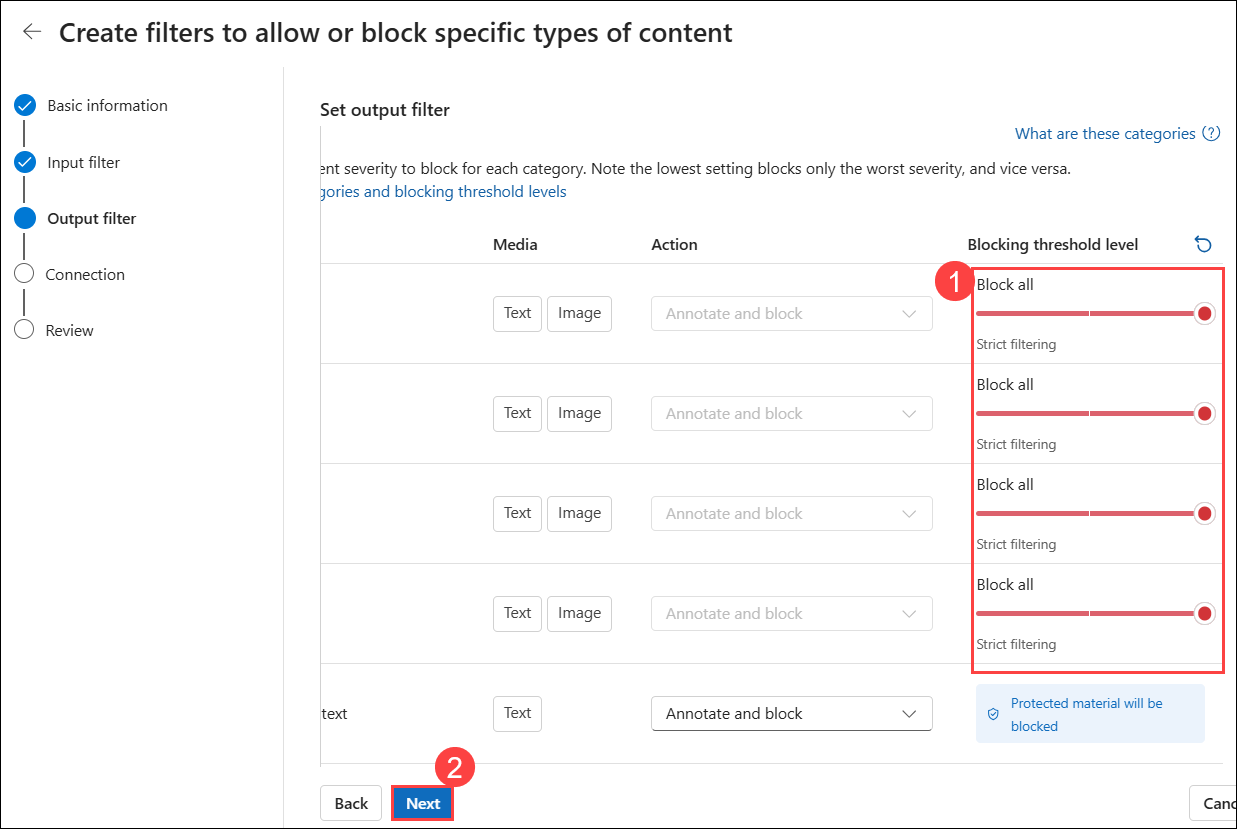 Create filters to allow or block specific types of content
Basic information
Input filter
Output filter
Connection
Review
Set output filter
What are these categories
ent severity to block for each category. Note the lowest setting blocks only the worst severity, and vice versa.
gories and blocking threshold levels
Media Action Blocking threshold level
1
Block all
Text Image Annotate and block
Strict filtering
Block all
Text Image Annotate and block
Strict filtering
Block all
Text Image Annotate and block
Strict filtering
Block all
Text Image Annotate and block
Strict filtering
text Text Annotate and block
Protected material will be
blocked
2
Back Next Canc